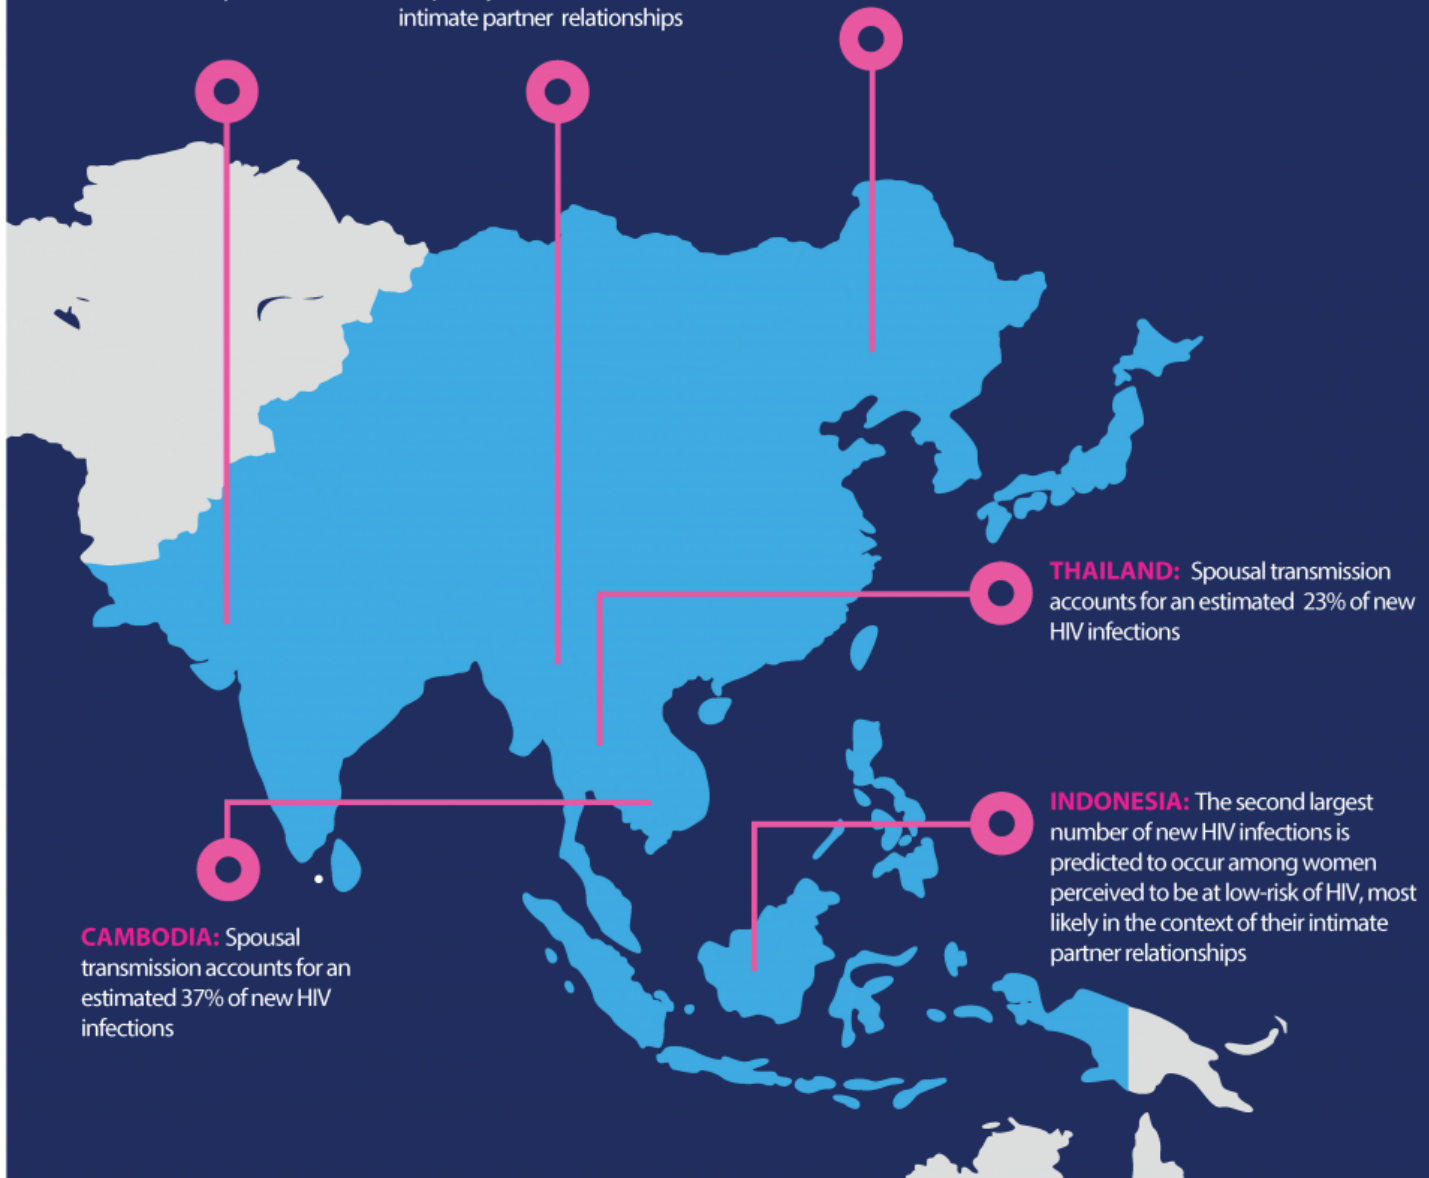 intimate partner relationships
THAILAND: Spousal transmission
accounts for an estimated 23% of new
HIV infections
INDONESIA: The second largest
number of new HIV infections is
predicted to occur among women
perceived to be at low-risk of HIV, most
likely in the context of their intimate
partner relationships
CAMBODIA: Spousal
transmission accounts for an
estimated 37% of new HIV
infections